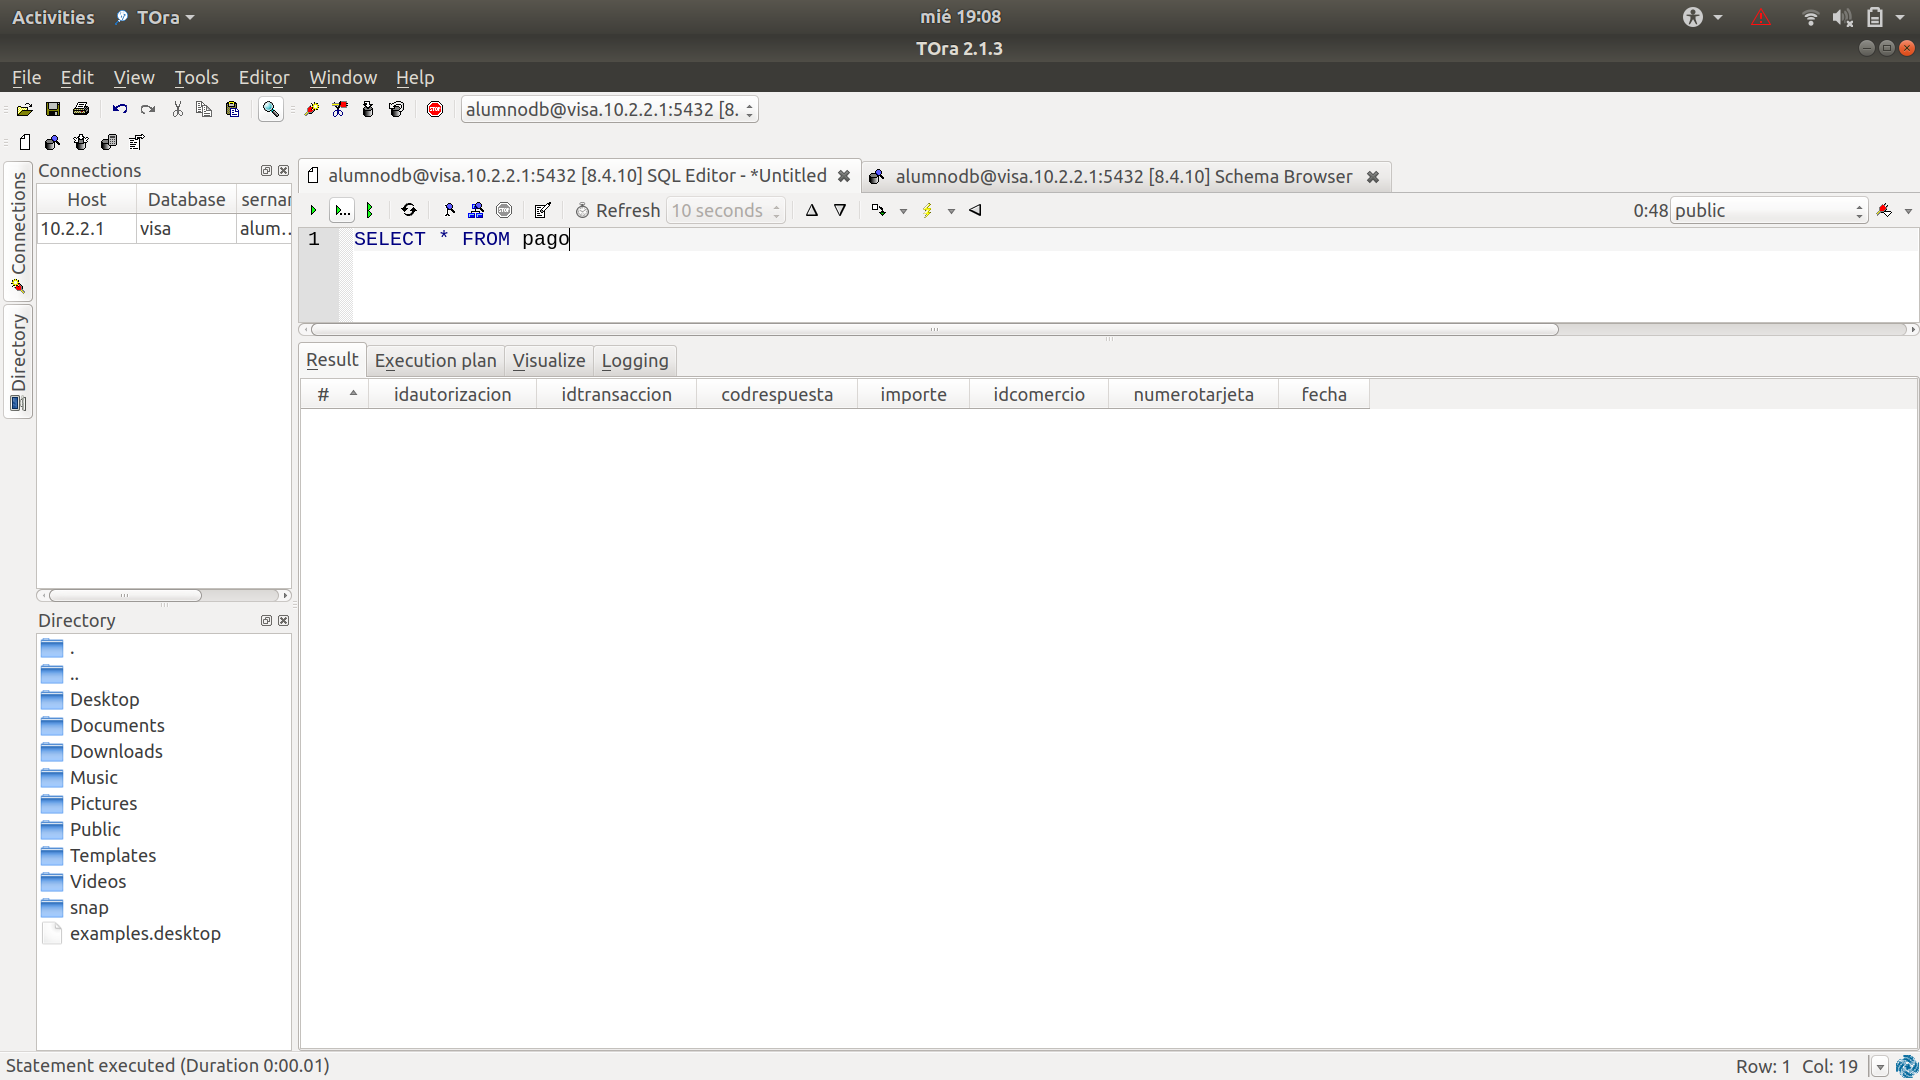 Activities TOra mié 19:08
TOra 2.1.3
File Edit View Tools Editor Window Help
alumnodb@visa.10.2.2.1:5432 [8.
Connections
Directory
Connections
Host Database sernar
10.2.2.1 visa alum…
Directory
.
..
Desktop
Documents
Downloads
Music
Pictures
Public
Templates
Videos
snap
examples.desktop
alumnodb@visa.10.2.2.1:5432 [8.4.10] SQL Editor - *Untitled alumnodb@visa.10.2.2.1:5432 [8.4.10] Schema Browser
Refresh 10 seconds 0:48 public
1 SELECT * FROM pago
Result Execution plan Visualize Logging
# idautorizacion idtransaccion codrespuesta importe idcomercio numerotarjeta fecha
Statement executed (Duration 0:00.01) Row: 1 Col: 19